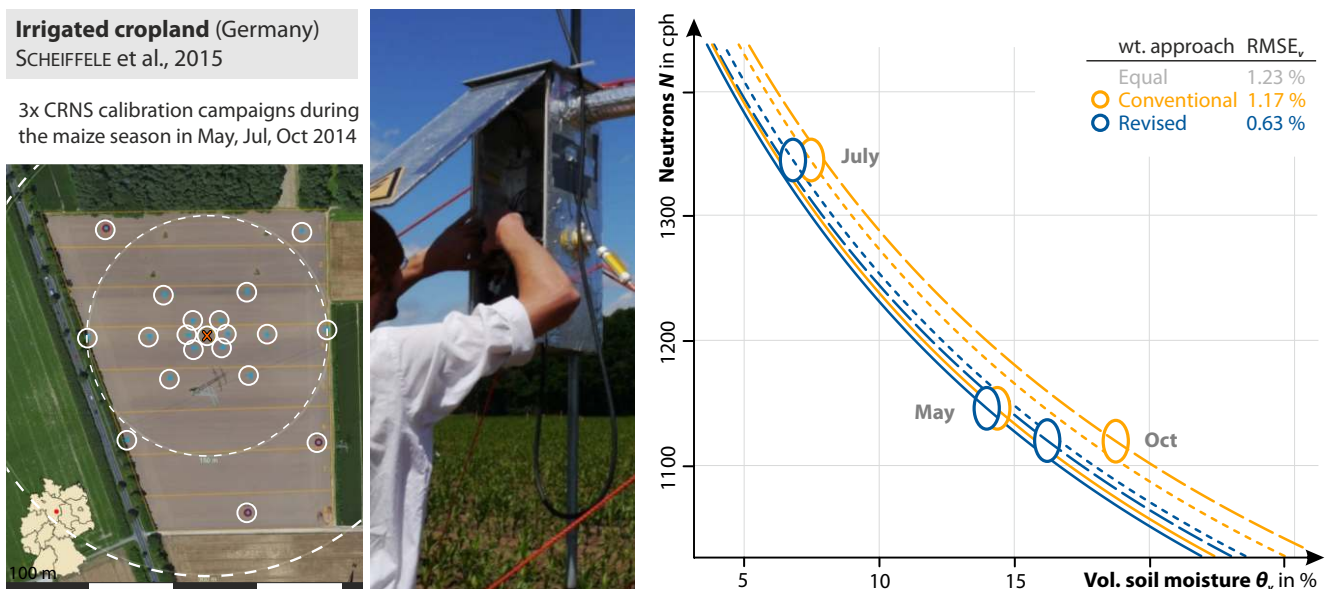 Irrigated cropland (Germany)
SCHEIFFELE et al., 2015
3x CRNS calibration campaigns during
the maize season in May, Jul, Oct 2014
150 m
100 m
Neutrons N in cph
1300
1200
1100
wt. approach RMSEᵥ
Equal 1.23 %
Conventional 1.17 %
Revised 0.63 %
July
May
Oct
5
10
15
Vol. soil moisture θᵥ in %